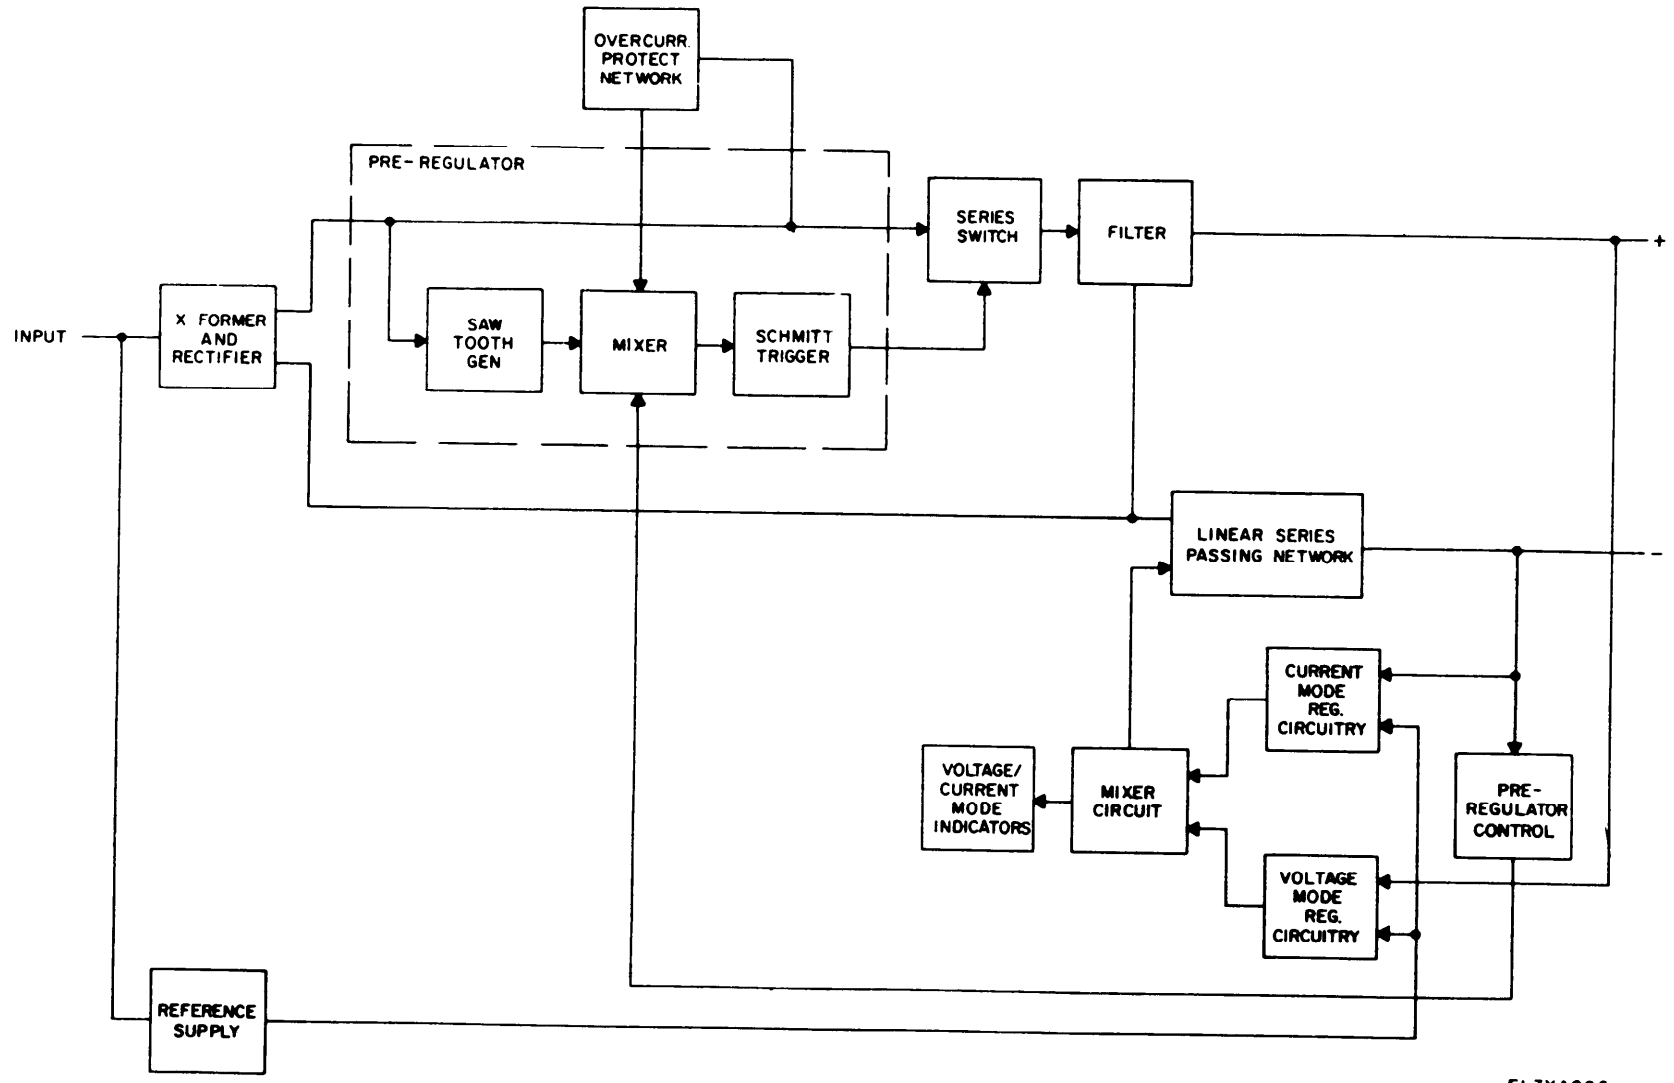 OVERCURR.
PROTECT
NETWORK
PRE-REGULATOR
SERIES
SWITCH
FILTER
+
INPUT
X FORMER
AND
RECTIFIER
SAW
TOOTH
GEN
MIXER
SCHMITT
TRIGGER
LINEAR SERIES
PASSING NETWORK
-
CURRENT
MODE
REG.
CIRCUITRY
VOLTAGE/
CURRENT
MODE
INDICATORS
MIXER
CIRCUIT
PRE-
REGULATOR
CONTROL
VOLTAGE
MODE
REG.
CIRCUITRY
REFERENCE
SUPPLY